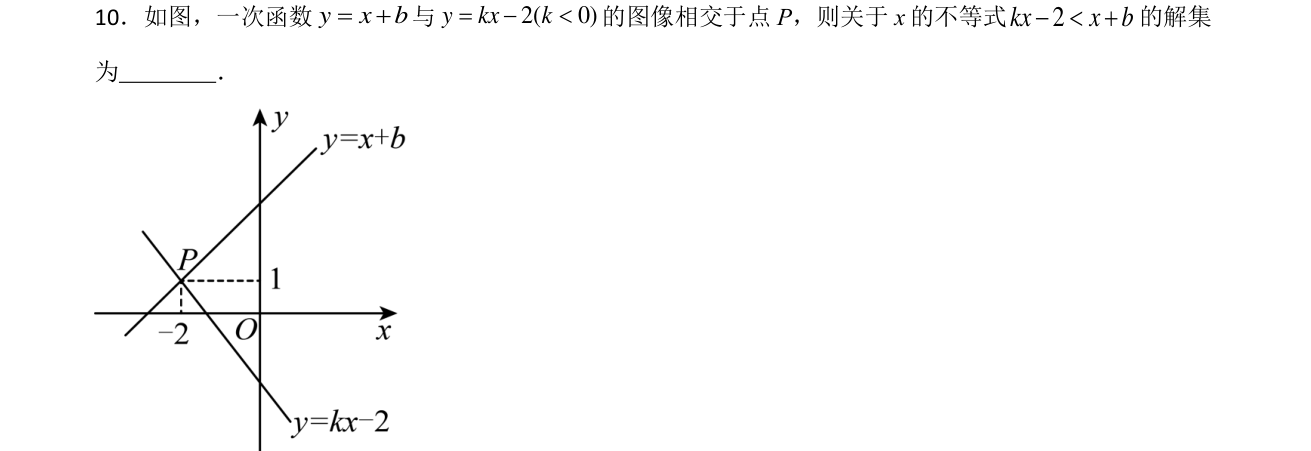 10．如图，一次函数 y = x + b 与 y = kx − 2(k < 0) 的图像相交于点 P，则关于 x 的不等式 kx − 2 < x + b 的解集
为________．
y
y=x+b
P
1
−2
O
x
y=kx−2